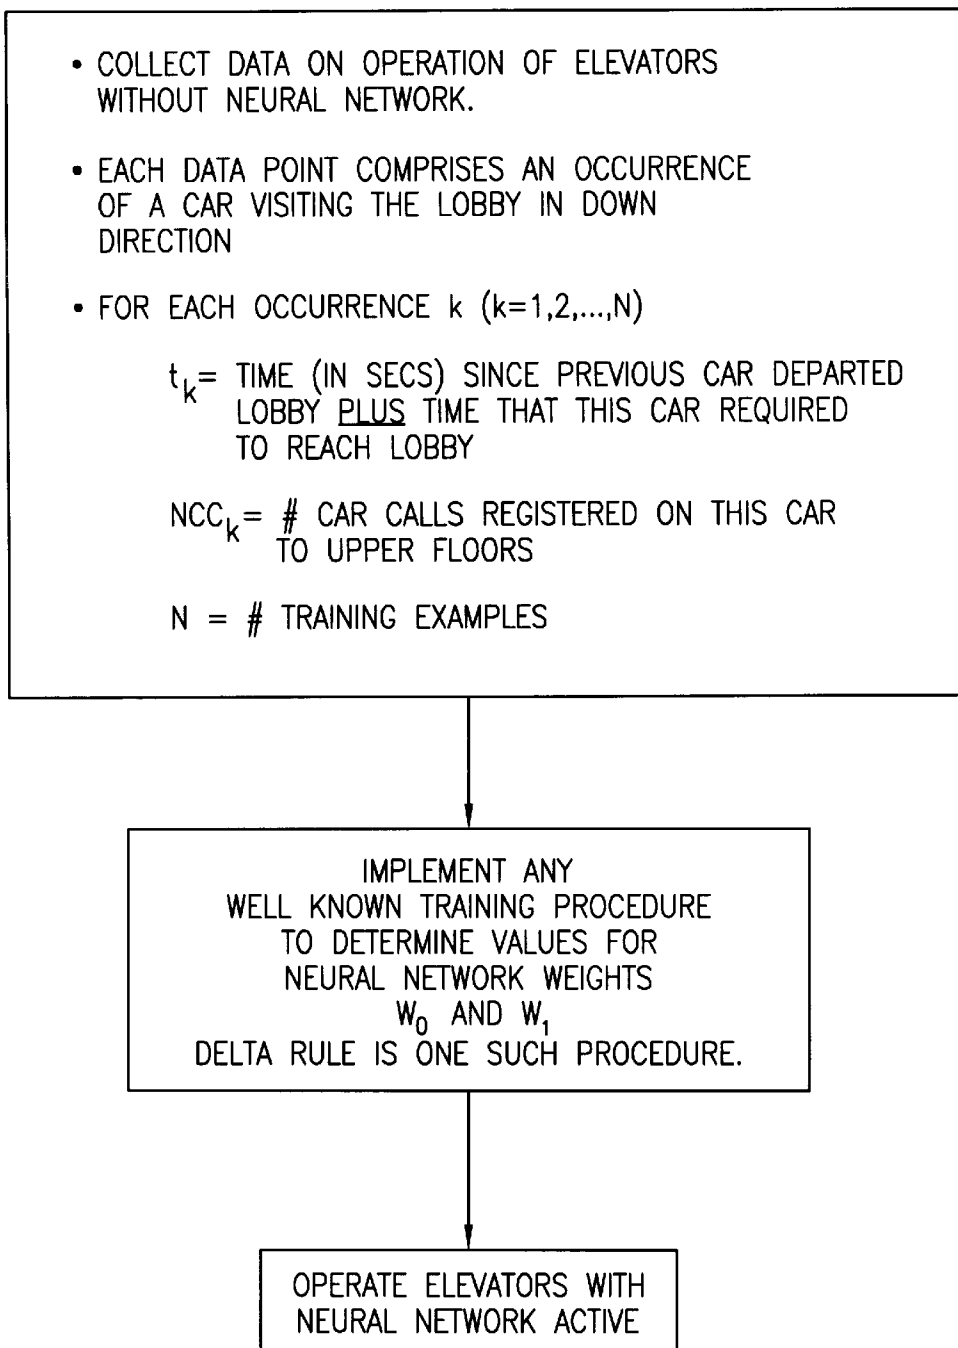 • COLLECT DATA ON OPERATION OF ELEVATORS
WITHOUT NEURAL NETWORK.
• EACH DATA POINT COMPRISES AN OCCURRENCE
OF A CAR VISITING THE LOBBY IN DOWN
DIRECTION
• FOR EACH OCCURRENCE k (k=1,2,...,N)
t_k= TIME (IN SECS) SINCE PREVIOUS CAR DEPARTED
LOBBY PLUS TIME THAT THIS CAR REQUIRED
TO REACH LOBBY
NCC_k= # CAR CALLS REGISTERED ON THIS CAR
TO UPPER FLOORS
N = # TRAINING EXAMPLES
IMPLEMENT ANY
WELL KNOWN TRAINING PROCEDURE
TO DETERMINE VALUES FOR
NEURAL NETWORK WEIGHTS
W_0 AND W_1
DELTA RULE IS ONE SUCH PROCEDURE.
OPERATE ELEVATORS WITH
NEURAL NETWORK ACTIVE